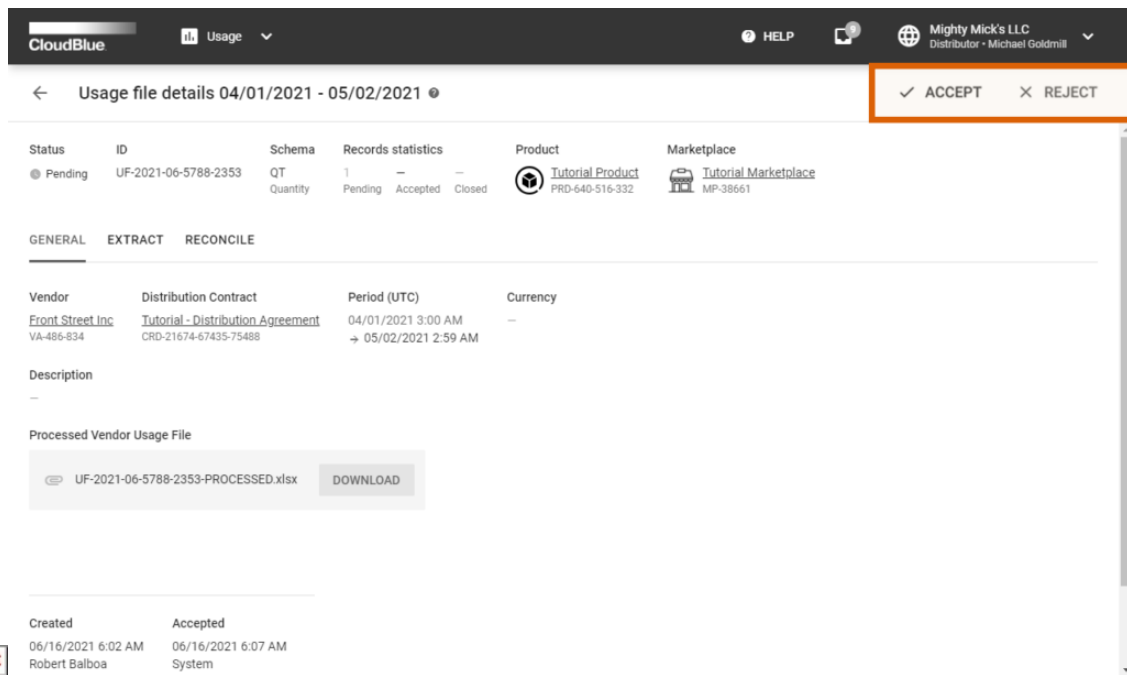 CloudBlue
Usage
HELP
9
Mighty Mick's LLC
Distributor • Michael Goldmill
Usage file details 04/01/2021 - 05/02/2021
ACCEPT
REJECT
Status
ID
Schema
Records statistics
Product
Marketplace
Pending
UF-2021-06-5788-2353
QT
Quantity
1 – –
Pending Accepted Closed
Tutorial Product
PRD-640-516-332
Tutorial Marketplace
MP-38661
GENERAL EXTRACT RECONCILE
Vendor
Distribution Contract
Period (UTC)
Currency
Front Street Inc
VA-486-834
Tutorial - Distribution Agreement
CRD-21674-67435-75488
04/01/2021 3:00 AM
→ 05/02/2021 2:59 AM
–
Description
–
Processed Vendor Usage File
UF-2021-06-5788-2353-PROCESSED.xlsx
DOWNLOAD
Created
Accepted
06/16/2021 6:02 AM
Robert Balboa
06/16/2021 6:07 AM
System